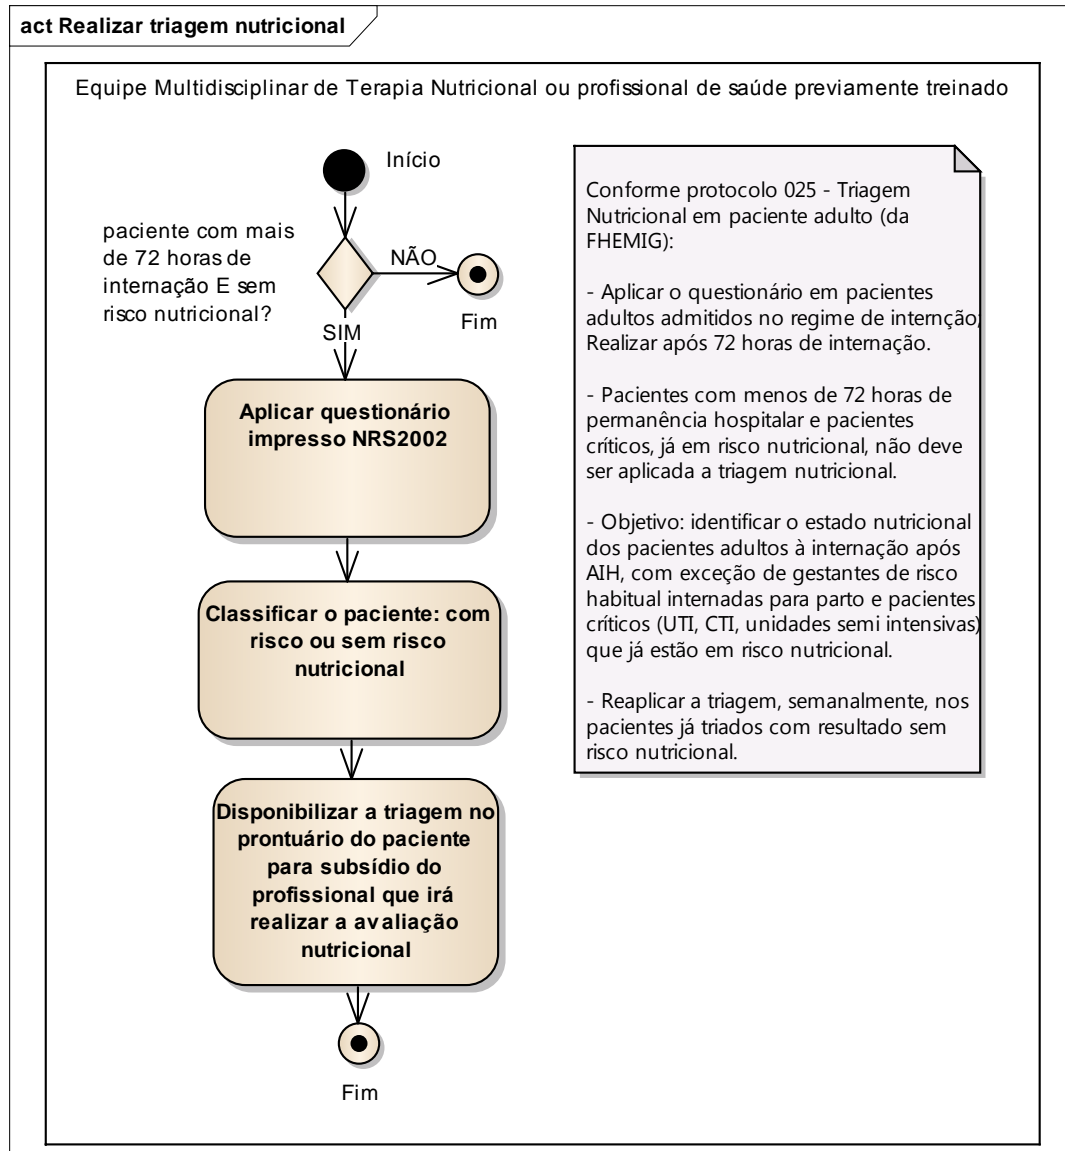 act Realizar triagem nutricional
Equipe Multidisciplinar de Terapia Nutricional ou profissional de saúde previamente treinado
Início
paciente com mais
de 72 horas de
internação E sem
risco nutricional?
NÃO
Fim
SIM
Aplicar questionário
impresso NRS2002
Classificar o paciente: com
risco ou sem risco
nutricional
Disponibilizar a triagem no
prontuário do paciente
para subsídio do
profissional que irá
realizar a avaliação
nutricional
Fim
Conforme protocolo 025 - Triagem
Nutricional em paciente adulto (da
FHEMIG):
- Aplicar o questionário em pacientes
adultos admitidos no regime de internção;
Realizar após 72 horas de internação.
- Pacientes com menos de 72 horas de
permanência hospitalar e pacientes
críticos, já em risco nutricional, não deve
ser aplicada a triagem nutricional.
- Objetivo: identificar o estado nutricional
dos pacientes adultos à internação após
AIH, com exceção de gestantes de risco
habitual internadas para parto e pacientes
críticos (UTI, CTI, unidades semi intensivas)
que já estão em risco nutricional.
- Reaplicar a triagem, semanalmente, nos
pacientes já triados com resultado sem
risco nutricional.